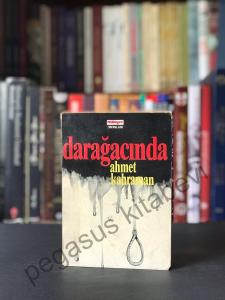 darağacında
ahmet
kahraman
pegasus kitabevi